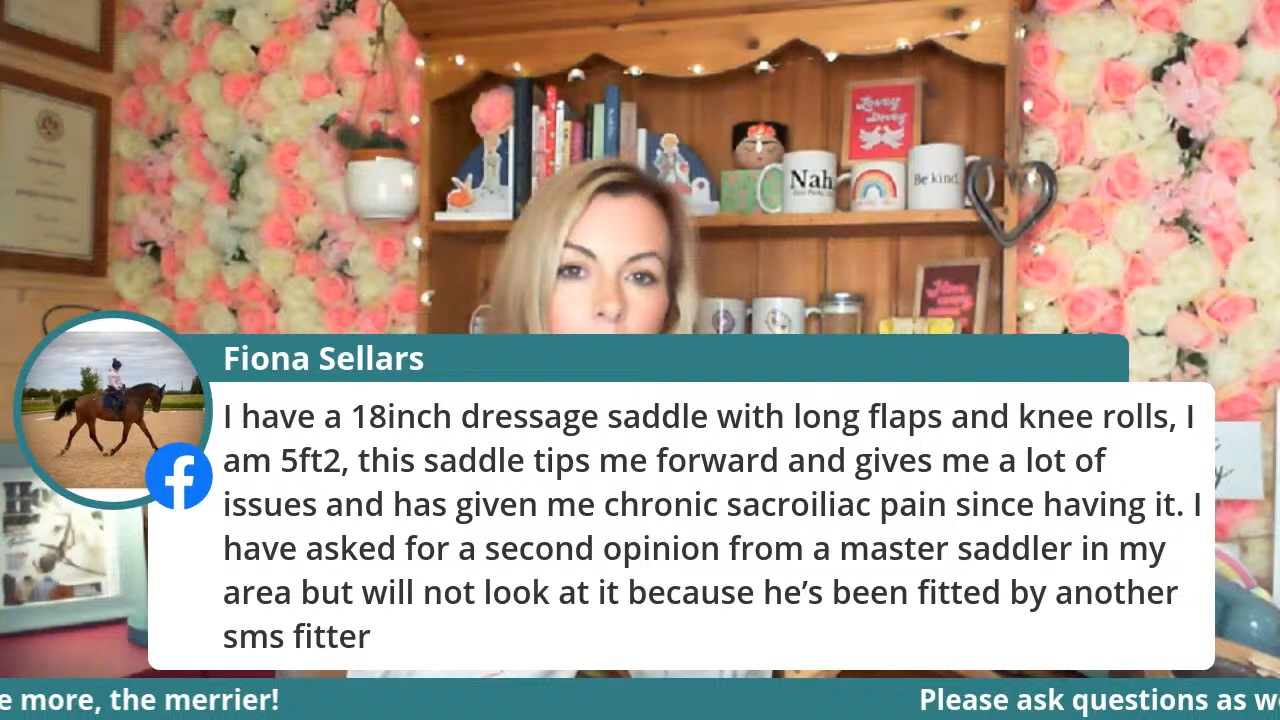 Lovey
Dovey
Nah
Be kind.
Fiona Sellars
I have a 18inch dressage saddle with long flaps and knee rolls, I
am 5ft2, this saddle tips me forward and gives me a lot of
issues and has given me chronic sacroiliac pain since having it. I
have asked for a second opinion from a master saddler in my
area but will not look at it because he’s been fitted by another
sms fitter
e more, the merrier!
Please ask questions as we